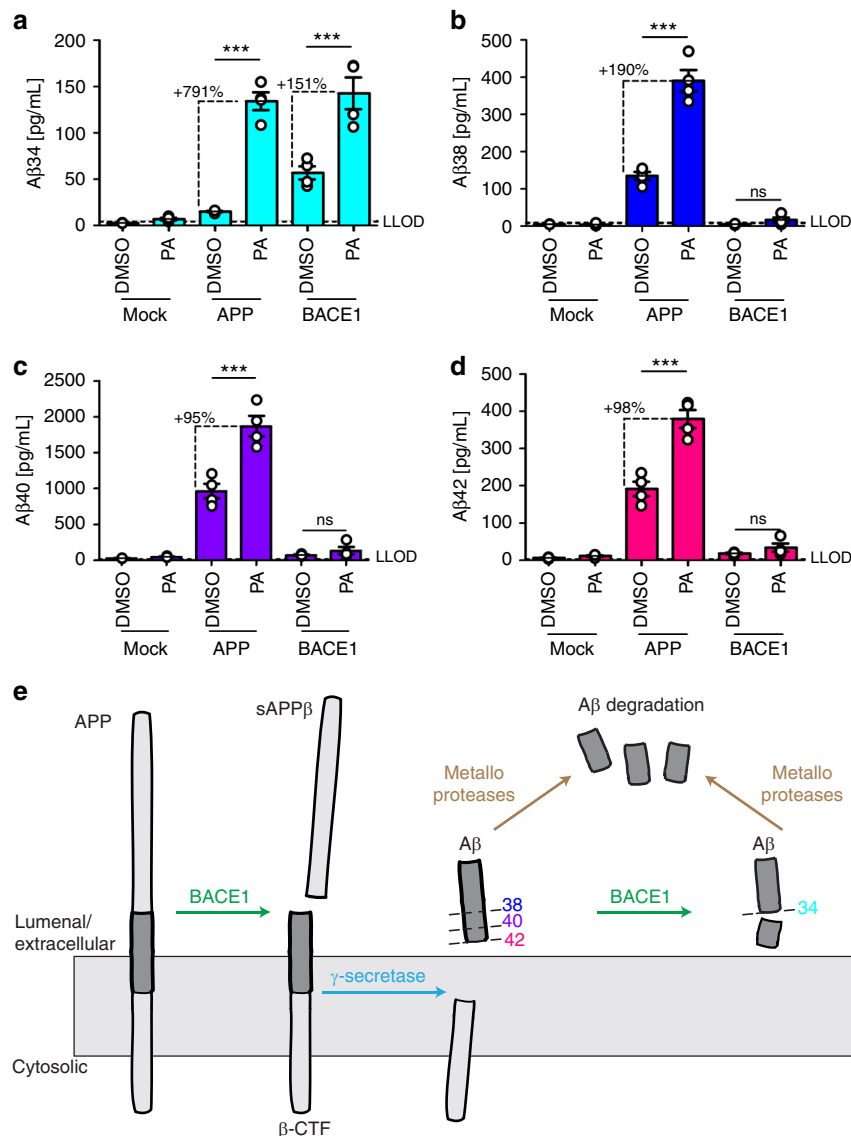 a
Aβ34 [pg/mL]
200
150
100
50
0
+791%
***
+151%
***
LLOD
DMSO
PA
DMSO
PA
DMSO
PA
Mock
APP
BACE1
b
Aβ38 [pg/mL]
500
400
300
200
100
0
+190%
***
ns
LLOD
DMSO
PA
DMSO
PA
DMSO
PA
Mock
APP
BACE1
c
Aβ40 [pg/mL]
2500
2000
1500
1000
500
0
+95%
***
ns
LLOD
DMSO
PA
DMSO
PA
DMSO
PA
Mock
APP
BACE1
d
Aβ42 [pg/mL]
500
400
300
200
100
0
+98%
***
ns
LLOD
DMSO
PA
DMSO
PA
DMSO
PA
Mock
APP
BACE1
e
APP
sAPPβ
Aβ degradation
Metallo
proteases
Metallo
proteases
Aβ
Aβ
BACE1
BACE1
38
40
42
34
Lumenal/
extracellular
γ-secretase
Cytosolic
β-CTF